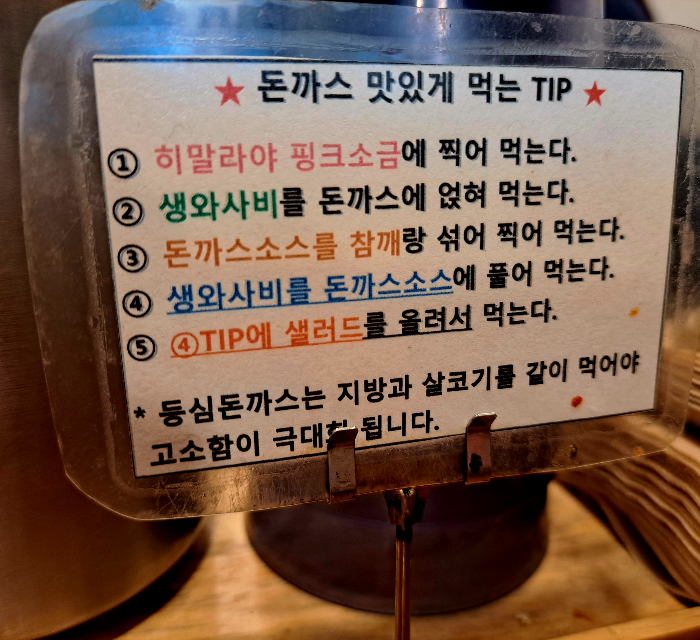 ★ 돈까스 맛있게 먹는 TIP ★
① 히말라야 핑크소금에 찍어 먹는다.
② 생와사비를 돈까스에 얹혀 먹는다.
③ 돈까스소스를 참깨랑 섞어 찍어 먹는다.
④ 생와사비를 돈까스소스에 풀어 먹는다.
⑤ ④TIP에 샐러드를 올려서 먹는다.
* 등심돈까스는 지방과 살코기를 같이 먹어야
고소함이 극대화 됩니다.